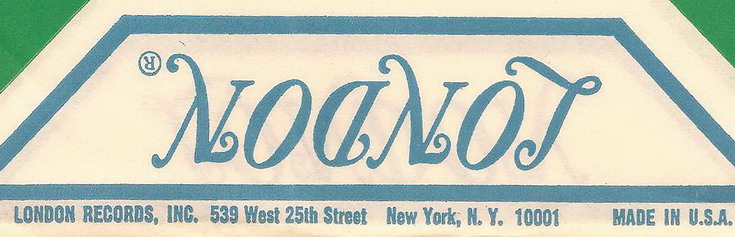 LONDON®
LONDON RECORDS, INC. 539 West 25th Street New York, N. Y. 10001 MADE IN U.S.A.